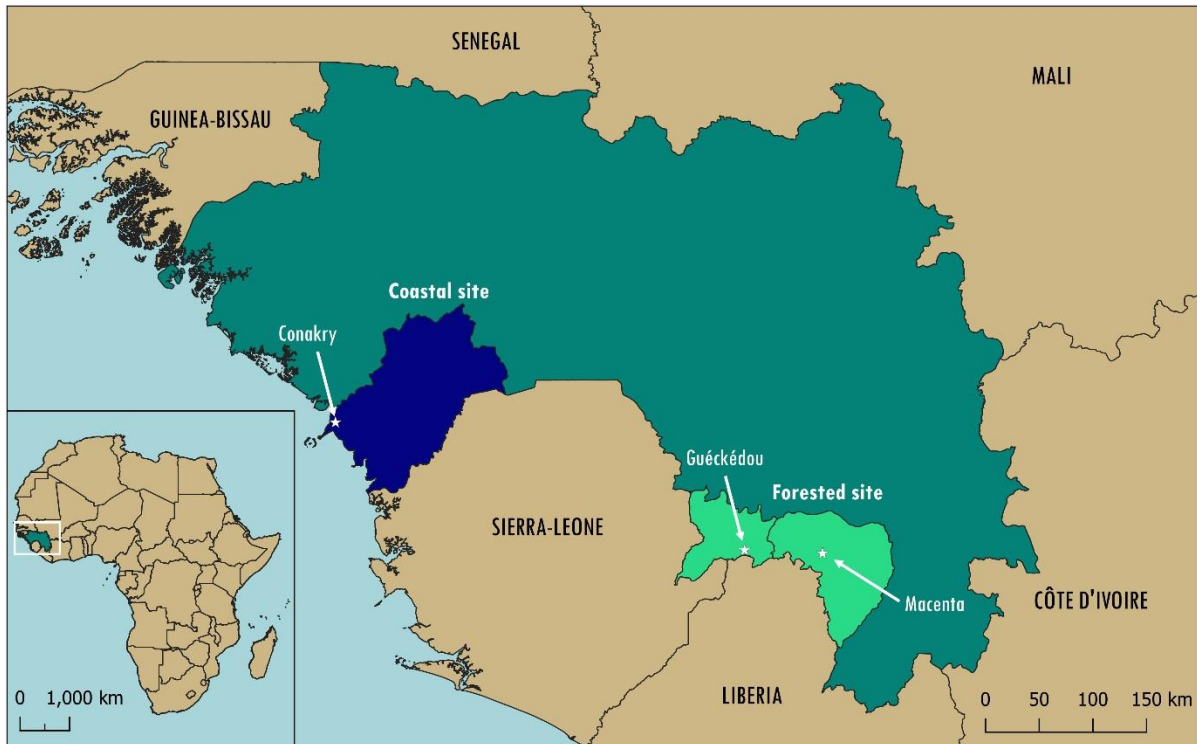 SENEGAL
MALI
GUINEA-BISSAU
Coastal site
Conakry
Guéckédou
Forested site
SIERRA-LEONE
Macenta
CÔTE D'IVOIRE
LIBERIA
0 1,000 km
0 50 100 150 km